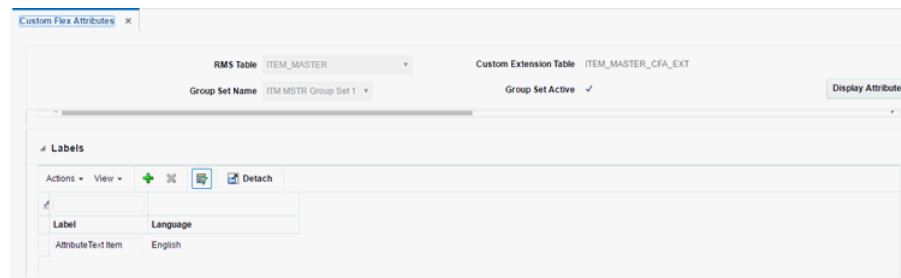 Custom Flex Attributes ×
RMS Table ITEM_MASTER Custom Extension Table ITEM_MASTER_CFA_EXT
Group Set Name ITM MSTR Group Set 1 Group Set Active ✓ Display Attribute
Labels
Actions View Detach
Label Language
AttributeText Item English